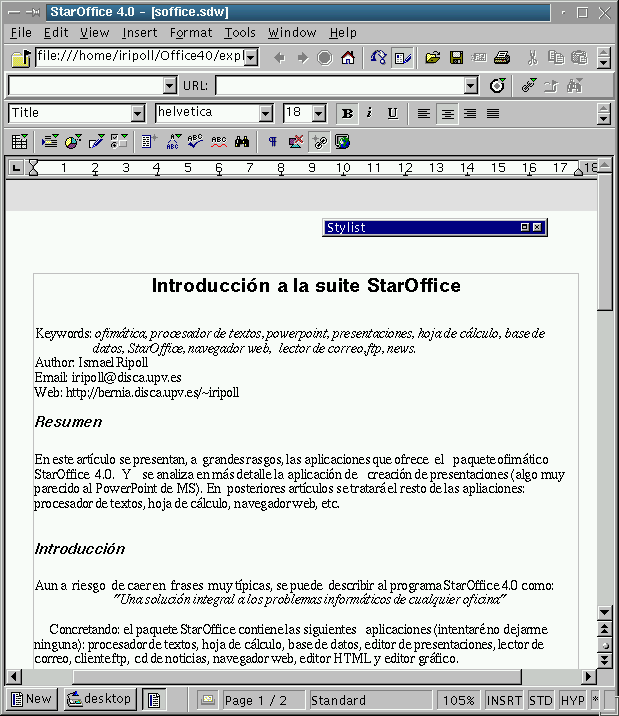 StarOffice 4.0 - [soffice.sdw]
File Edit View Insert Format Tools Window Help
file:///home/iripoll/Office40/expl
URL:
Title helvetica 18 B i U
1 2 3 4 5 6 7 8 9 10 11 12 13 14 15 16 17 18
Stylist
Introducción a la suite StarOffice
Keywords: ofimática, procesador de textos, powerpoint, presentaciones, hoja de cálculo, base de
datos, StarOffice, navegador web, lector de correo,ftp, news.
Author: Ismael Ripoll
Email: iripoll@disca.upv.es
Web: http://bernia.disca.upv.es/~iripoll
Resumen
En este artículo se presentan, a grandes rasgos, las aplicaciones que ofrece el paquete ofimático
StarOffice 4.0. Y se analiza en más detalle la aplicación de creación de presentaciones (algo muy
parecido al PowerPoint de MS). En posteriores artículos se tratará el resto de las apliaciones:
procesador de textos, hoja de cálculo, navegador web, etc.
Introducción
Aun a riesgo de caer en frases muy típicas, se puede describir al programa StarOffice 4.0 como:
"Una solución integral a los problemas informáticos de cualquier oficina"
Concretando: el paquete StarOffice contiene las siguientes aplicaciones (intentaré no dejarme
ninguna): procesador de textos, hoja de cálculo, base de datos, editor de presentaciones, lector de
correo, cliente ftp, cd de noticias, navegador web, editor HTML y editor gráfico.
New desktop Page 1 / 2 Standard 105% INSRT STD HYP *